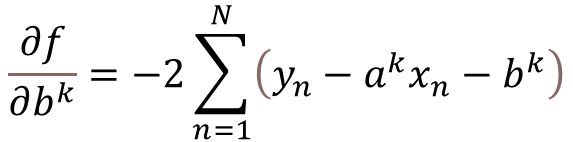 ∂f/∂b^k = −2 ∑_{n=1}^{N} (y_n − a^k x_n − b^k)